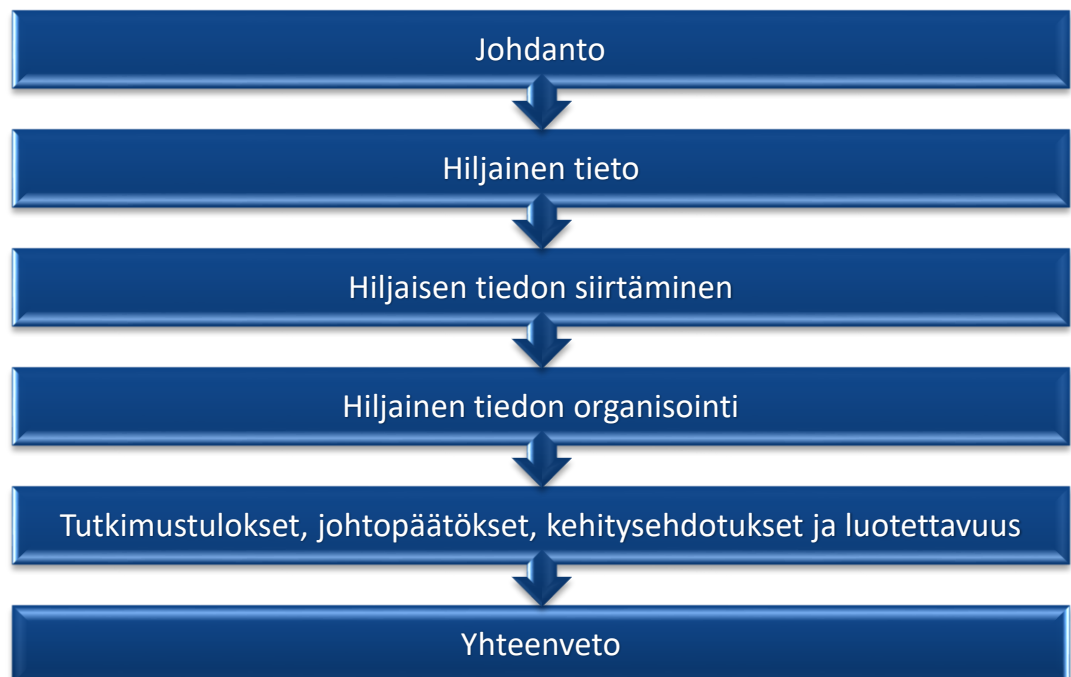 Johdanto
Hiljainen tieto
Hiljaisen tiedon siirtäminen
Hiljainen tiedon organisointi
Tutkimustulokset, johtopäätökset, kehitysehdotukset ja luotettavuus
Yhteenveto